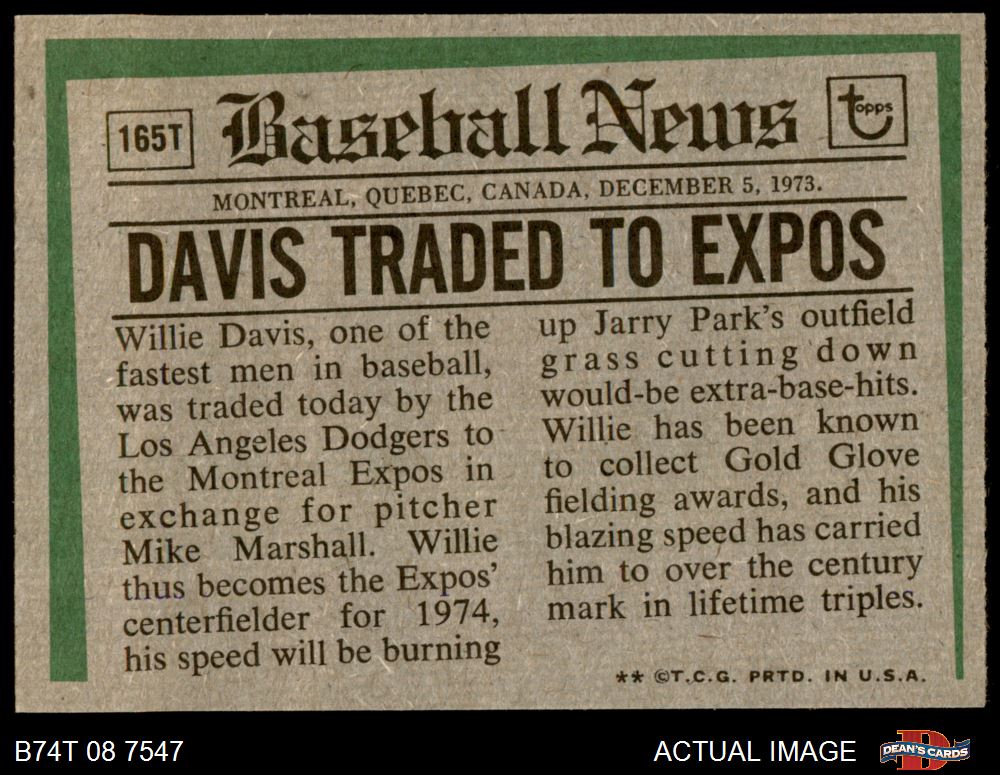 165T
Baseball News
topps
MONTREAL, QUEBEC, CANADA, DECEMBER 5, 1973.
DAVIS TRADED TO EXPOS
Willie Davis, one of the
fastest men in baseball,
was traded today by the
Los Angeles Dodgers to
the Montreal Expos in
exchange for pitcher
Mike Marshall. Willie
thus becomes the Expos'
centerfielder for 1974,
his speed will be burning
up Jarry Park's outfield
grass cutting down
would-be extra-base-hits.
Willie has been known
to collect Gold Glove
fielding awards, and his
blazing speed has carried
him to over the century
mark in lifetime triples.
** ©T.C.G. PRTD. IN U.S.A.
B74T 08 7547
ACTUAL IMAGE
D
DEAN'S CARDS